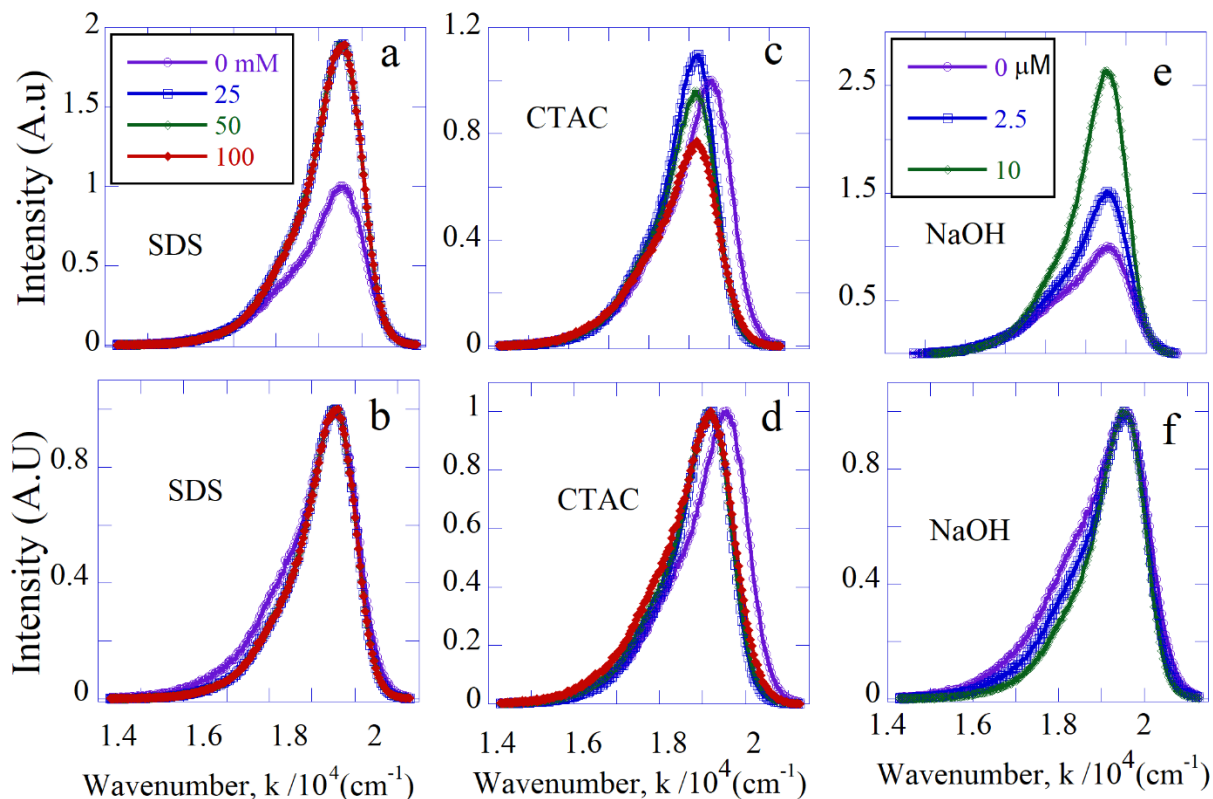 Intensity (A.u)
2
1.5
1
0.5
0
0 mM
25
50
100
a
SDS
1.2
0.8
0.4
0
c
CTAC
2.5
1.5
0.5
0 μM
2.5
10
e
NaOH
Intensity (A.U)
0.8
0.4
0
b
SDS
1.4 1.6 1.8 2
Wavenumber, k /10⁴(cm⁻¹)
1
0.8
0.6
0.4
0.2
0
d
CTAC
1.4 1.6 1.8 2
Wavenumber, k /10⁴(cm⁻¹)
0.8
0.4
0
f
NaOH
1.4 1.6 1.8 2
Wavenumber, k /10⁴(cm⁻¹)